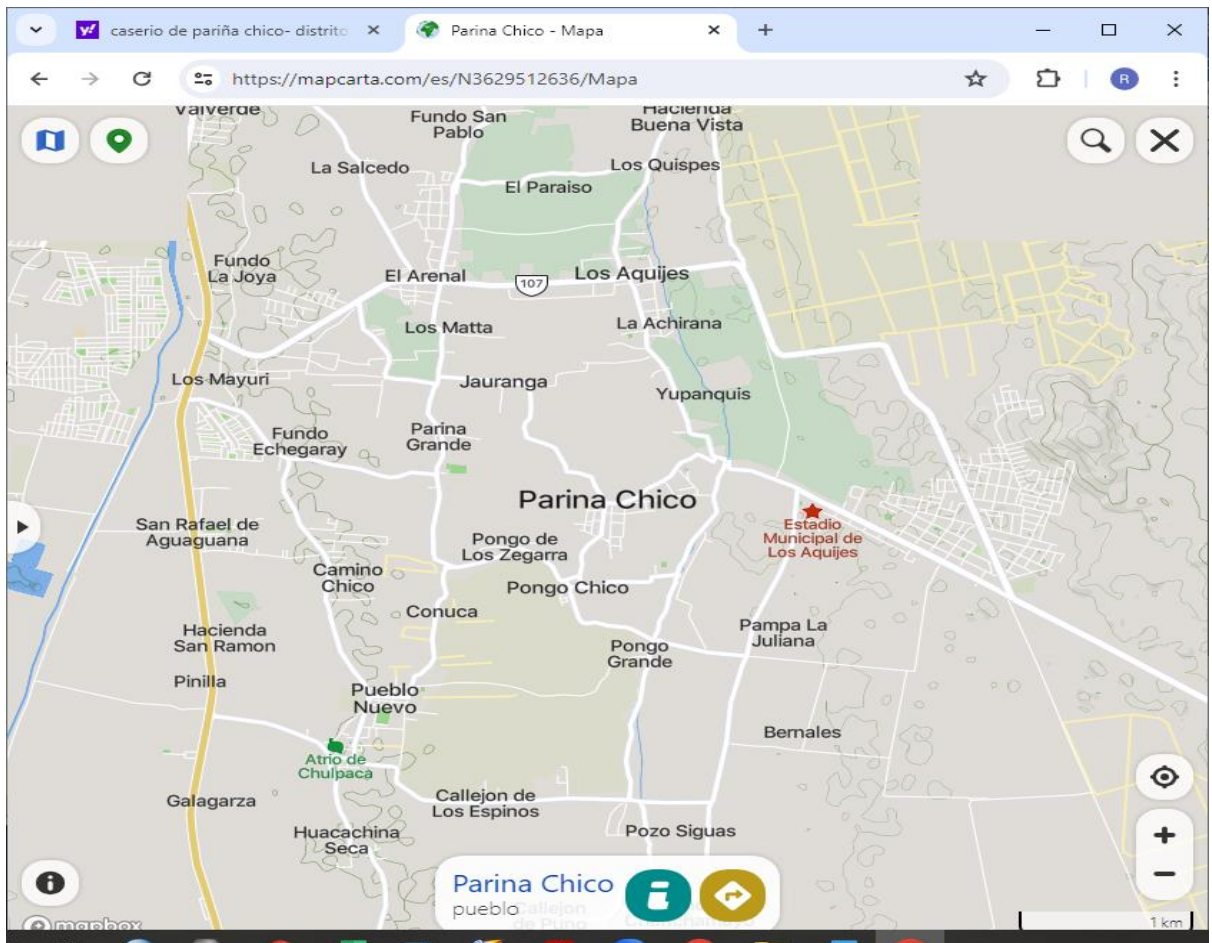 caserio de pariña chico- distrito
Parina Chico - Mapa
https://mapcarta.com/es/N3629512636/Mapa
R
Valverde
Fundo San
Pablo
Hacienda
Buena Vista
La Salcedo
Los Quispes
El Paraiso
Fundo
La Joya
El Arenal
107
Los Aquijes
Los Matta
La Achirana
Los Mayuri
Jauranga
Yupanquis
Fundo
Echegaray
Parina
Grande
Parina Chico
San Rafael de
Aguaguana
Estadio
Municipal de
Los Aquijes
Pongo de
Los Zegarra
Camino
Chico
Pongo Chico
Conuca
Hacienda
San Ramon
Pampa La
Juliana
Pongo
Grande
Pinilla
Pueblo
Nuevo
Bernales
Atrio de
Chulpaca
Galagarza
Callejon de
Los Espinos
Huacachina
Seca
Pozo Siguas
Parina Chico
pueblo
Callejon
de Puno
mapbox
1 km